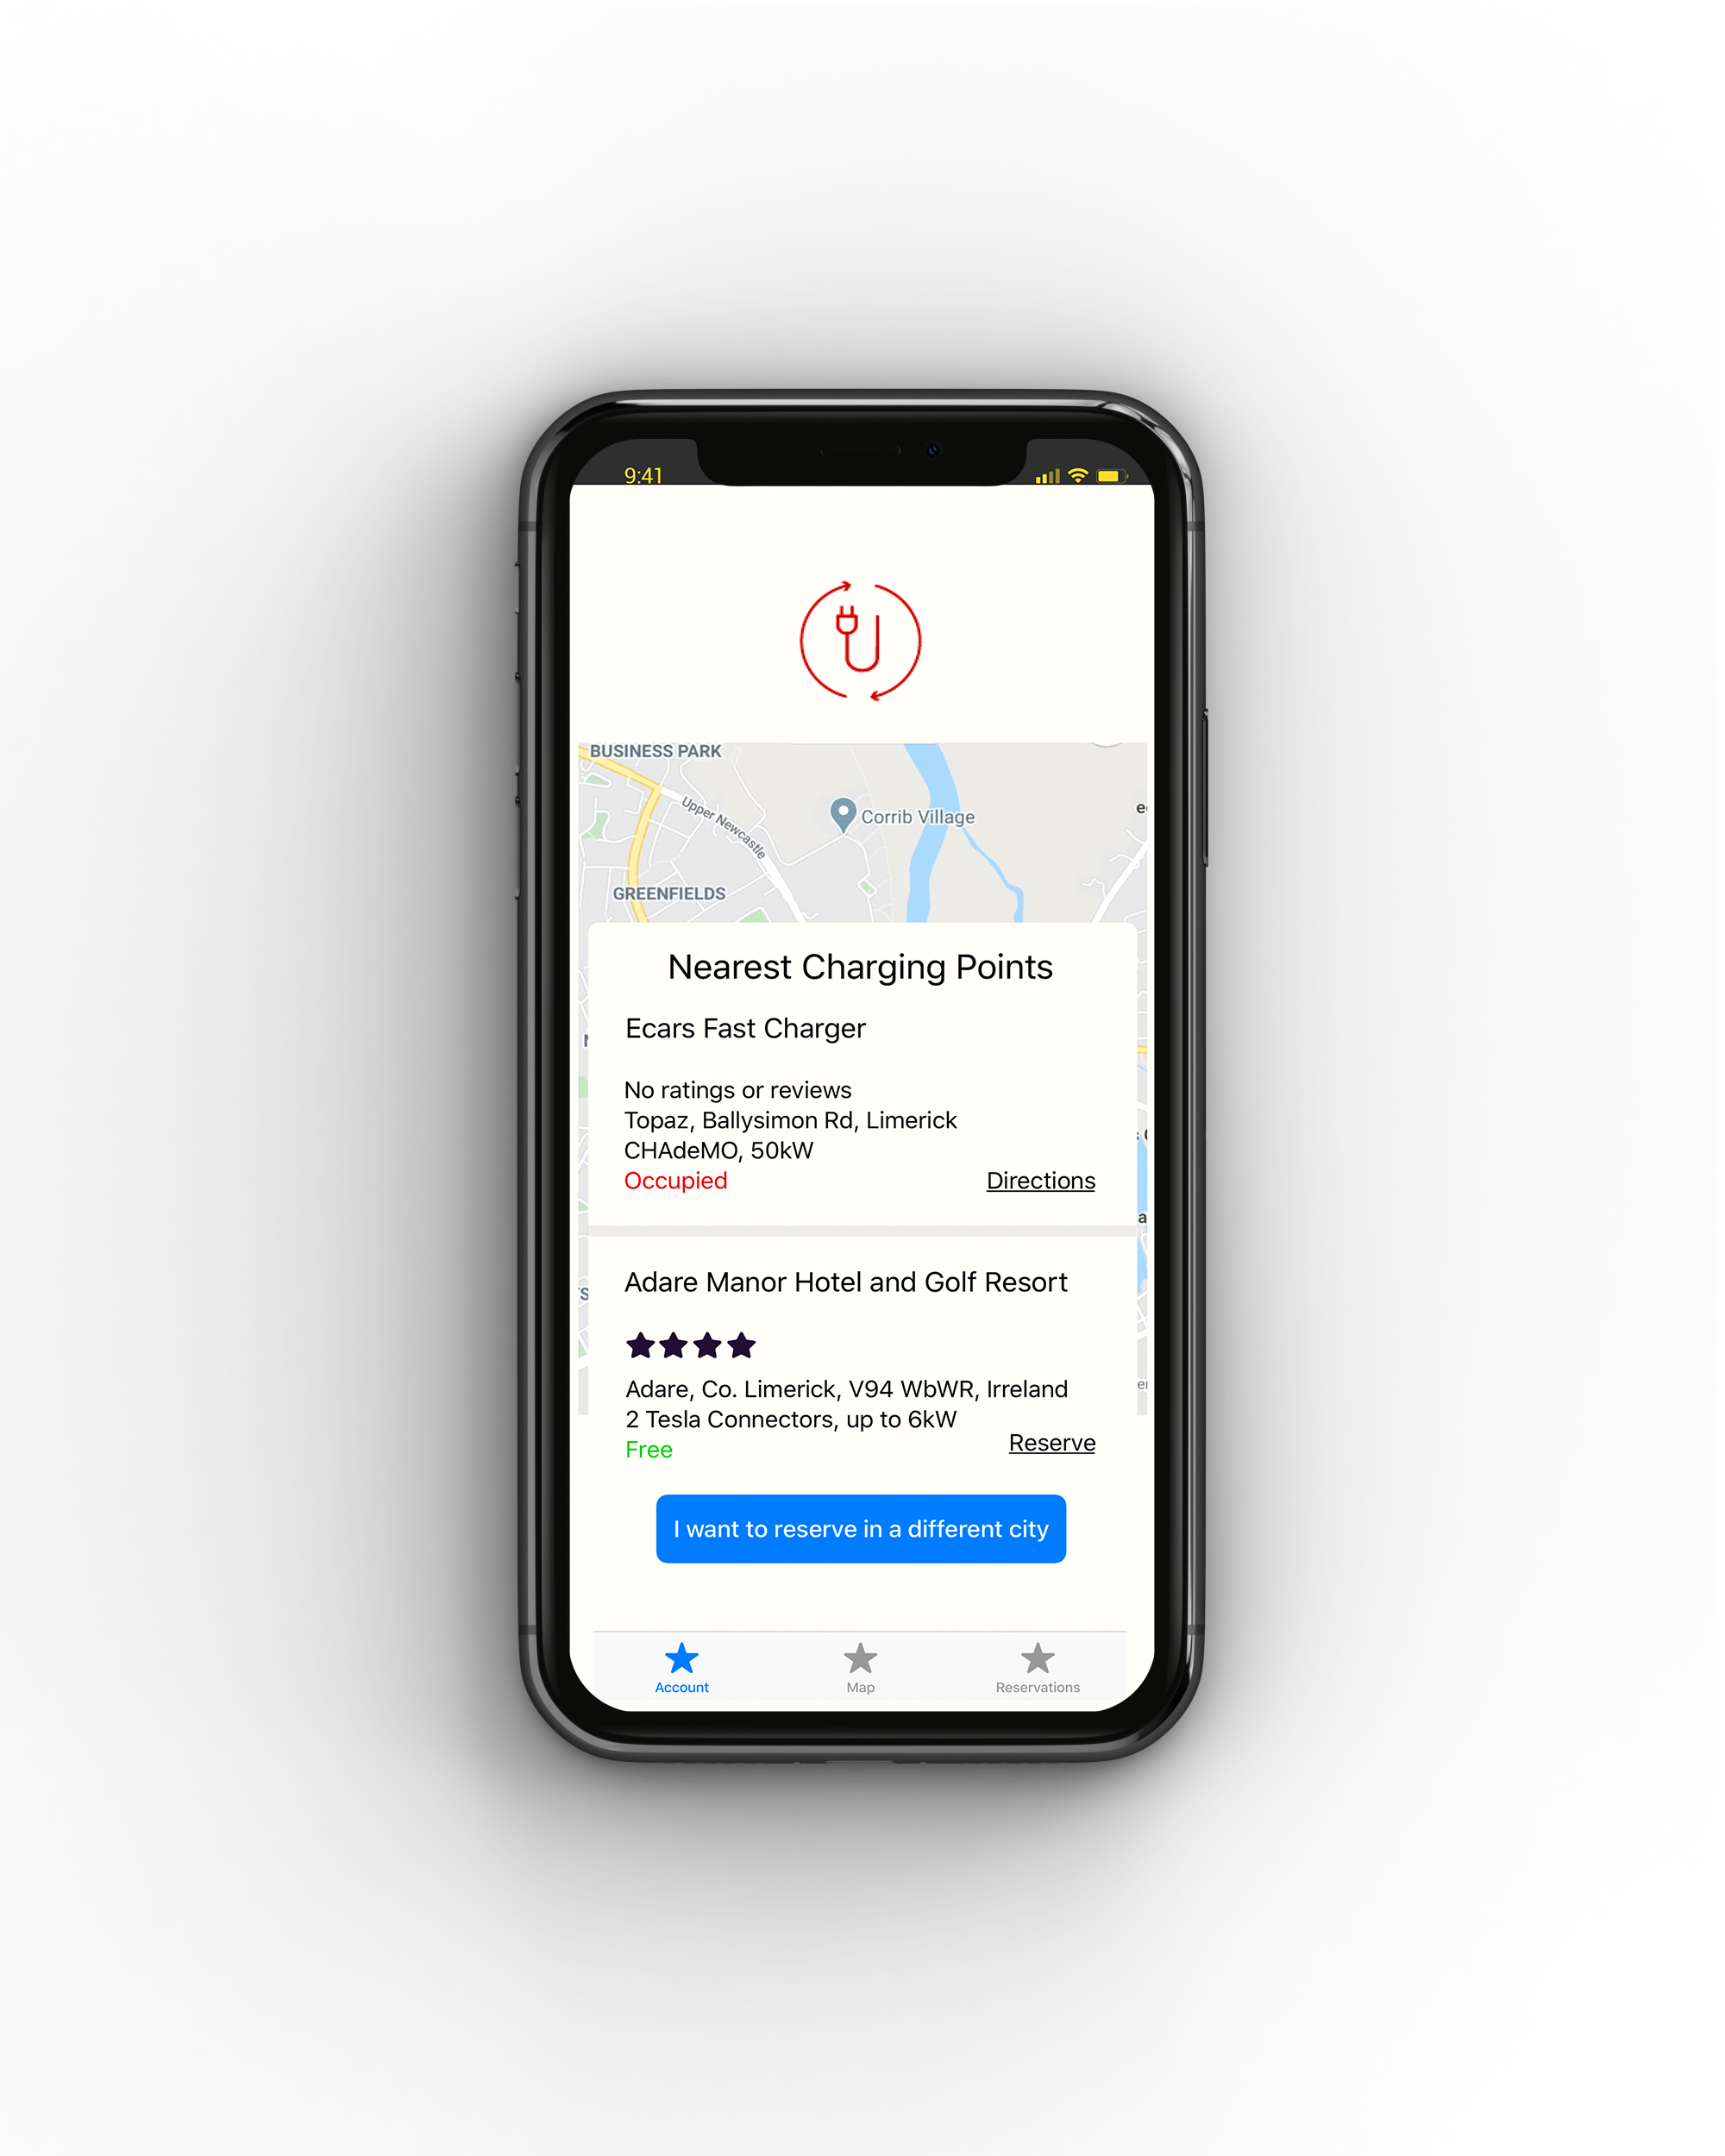 9:41
BUSINESS PARK
Upper Newcastle
Corrib Village
GREENFIELDS
Nearest Charging Points
Ecars Fast Charger
No ratings or reviews
Topaz, Ballysimon Rd, Limerick
CHAdeMO, 50kW
Occupied
Directions
Adare Manor Hotel and Golf Resort
Adare, Co. Limerick, V94 WbWR, Irreland
2 Tesla Connectors, up to 6kW
Free
Reserve
I want to reserve in a different city
Account
Map
Reservations